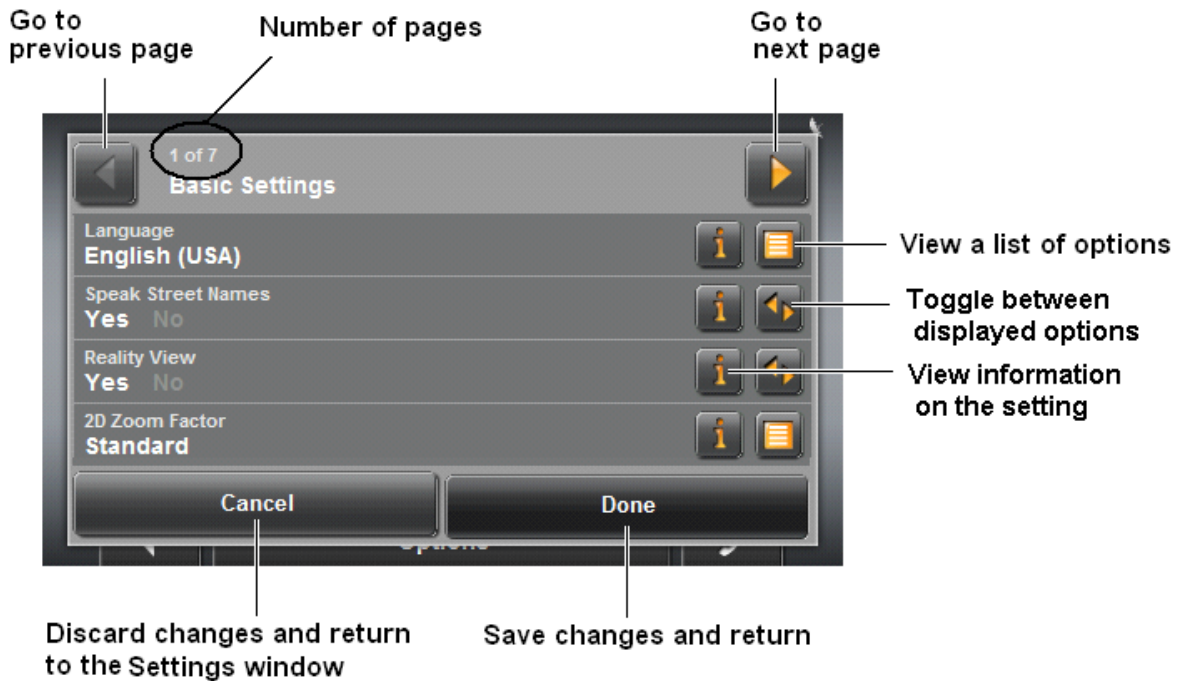 Go to
previous page
Number of pages
Go to
next page
1 of 7
Basic Settings
Language
English (USA)
View a list of options
Speak Street Names
Yes No
Toggle between
displayed options
Reality View
Yes No
View information
on the setting
2D Zoom Factor
Standard
Cancel
Done
Options
Discard changes and return
to the Settings window
Save changes and return